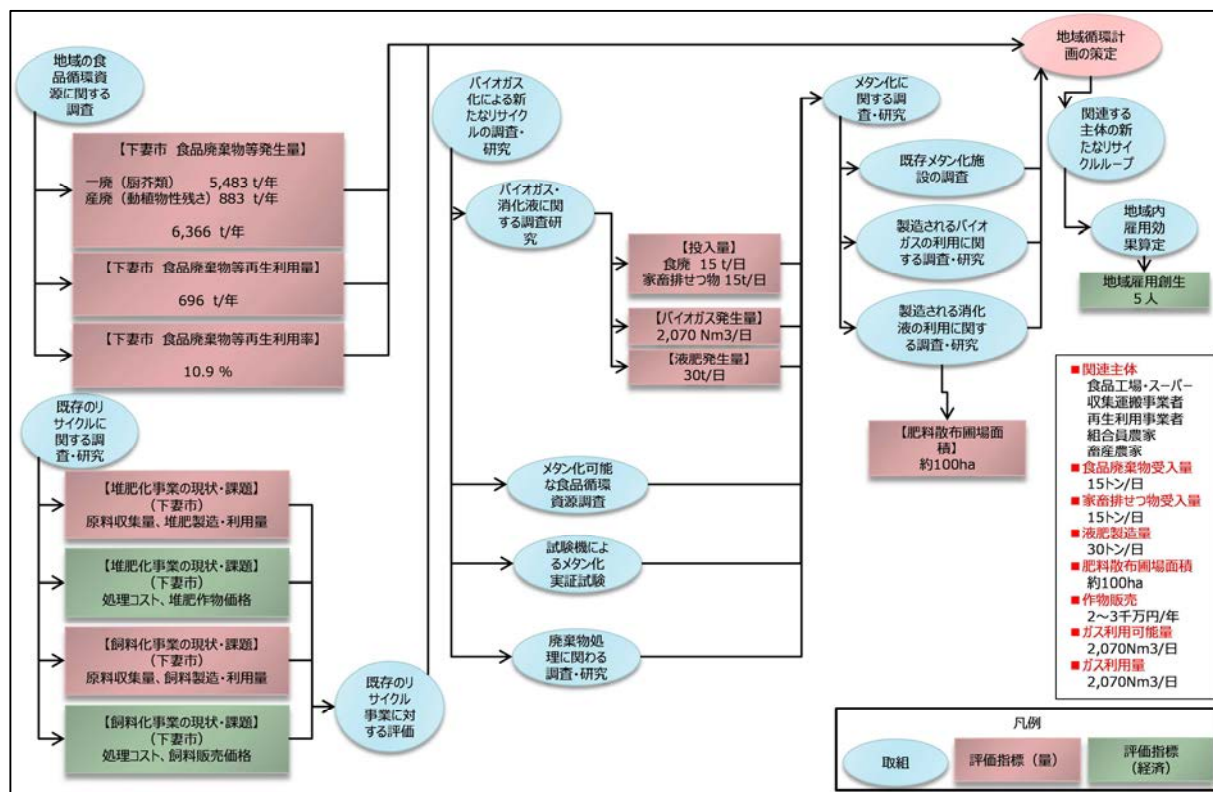 地域の食
品循環資
源に関する
調査
【下妻市 食品廃棄物等発生量】
一廃（厨芥類） 5,483 t/年
産廃（動植物性残さ）883 t/年
6,366 t/年
【下妻市 食品廃棄物等再生利用量】
696 t/年
【下妻市 食品廃棄物等再生利用率】
10.9 %
既存のリ
サイクルに
関する調
査・研究
【堆肥化事業の現状・課題】
（下妻市）
原料収集量、堆肥製造・利用量
【堆肥化事業の現状・課題】
（下妻市）
処理コスト、堆肥作物価格
【飼料化事業の現状・課題】
（下妻市）
原料収集量、飼料製造・利用量
【飼料化事業の現状・課題】
（下妻市）
処理コスト、飼料販売価格
既存のリ
サイクル
事業に対
する評価
バイオガス
化による新
たなリサイク
ルの調査・
研究
バイオガス・
消化液に関
する調査研
究
【投入量】
食廃 15 t/日
家畜排せつ物 15t/日
【バイオガス発生量】
2,070 Nm3/日
【液肥発生量】
30t/日
メタン化可能
な食品循環
資源調査
試験機によ
るメタン化
実証試験
廃棄物処
理に関わる
調査・研究
メタン化に
関する調
査・研究
既存メタン化施
設の調査
製造されるバイオ
ガスの利用に関
する調査・研究
製造される消化
液の利用に関す
る調査・研究
【肥料散布圃場面
積】
約100ha
地域循環計
画の策定
関連する
主体の新
たなリサイ
クルループ
地域内
雇用効
果算定
地域雇用創生
5人
■関連主体
食品工場・スーパー
収集運搬事業者
再生利用事業者
組合員農家
畜産農家
■食品廃棄物受入量
15トン/日
■家畜排せつ物受入量
15トン/日
■液肥製造量
30トン/日
■肥料散布圃場面積
約100ha
■作物販売
2～3千万円/年
■ガス利用可能量
2,070Nm3/日
■ガス利用量
2,070Nm3/日
凡例
取組
評価指標（量）
評価指標
（経済）